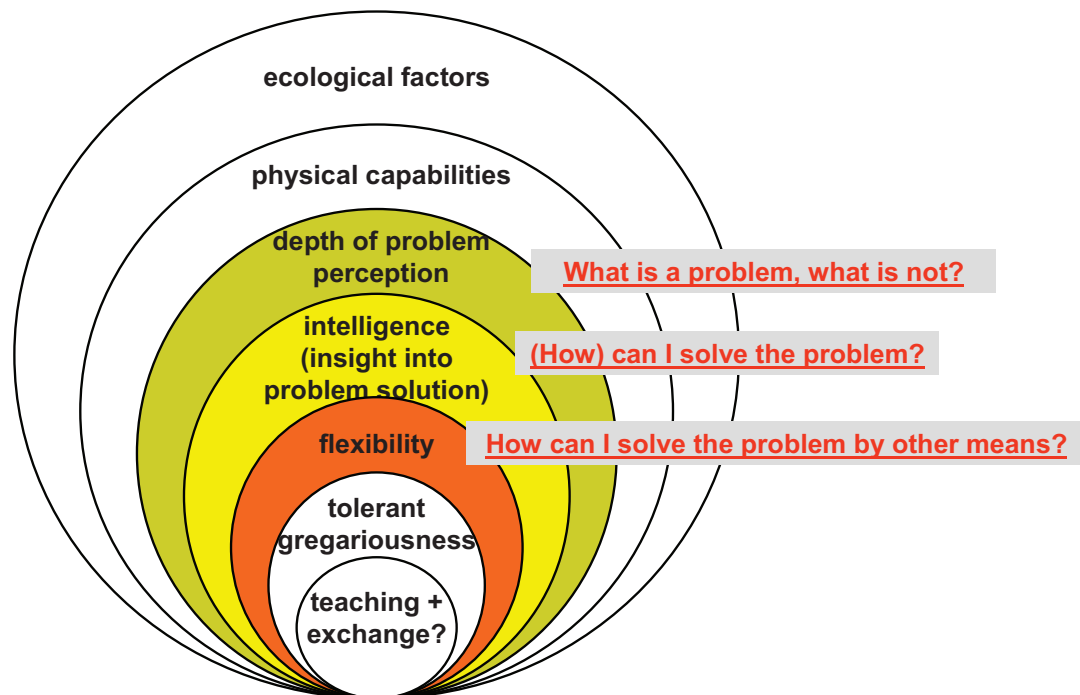 ecological factors
physical capabilities
depth of problem
perception
What is a problem, what is not?
intelligence
(insight into
problem solution)
(How) can I solve the problem?
flexibility
How can I solve the problem by other means?
tolerant
gregariousness
teaching +
exchange?